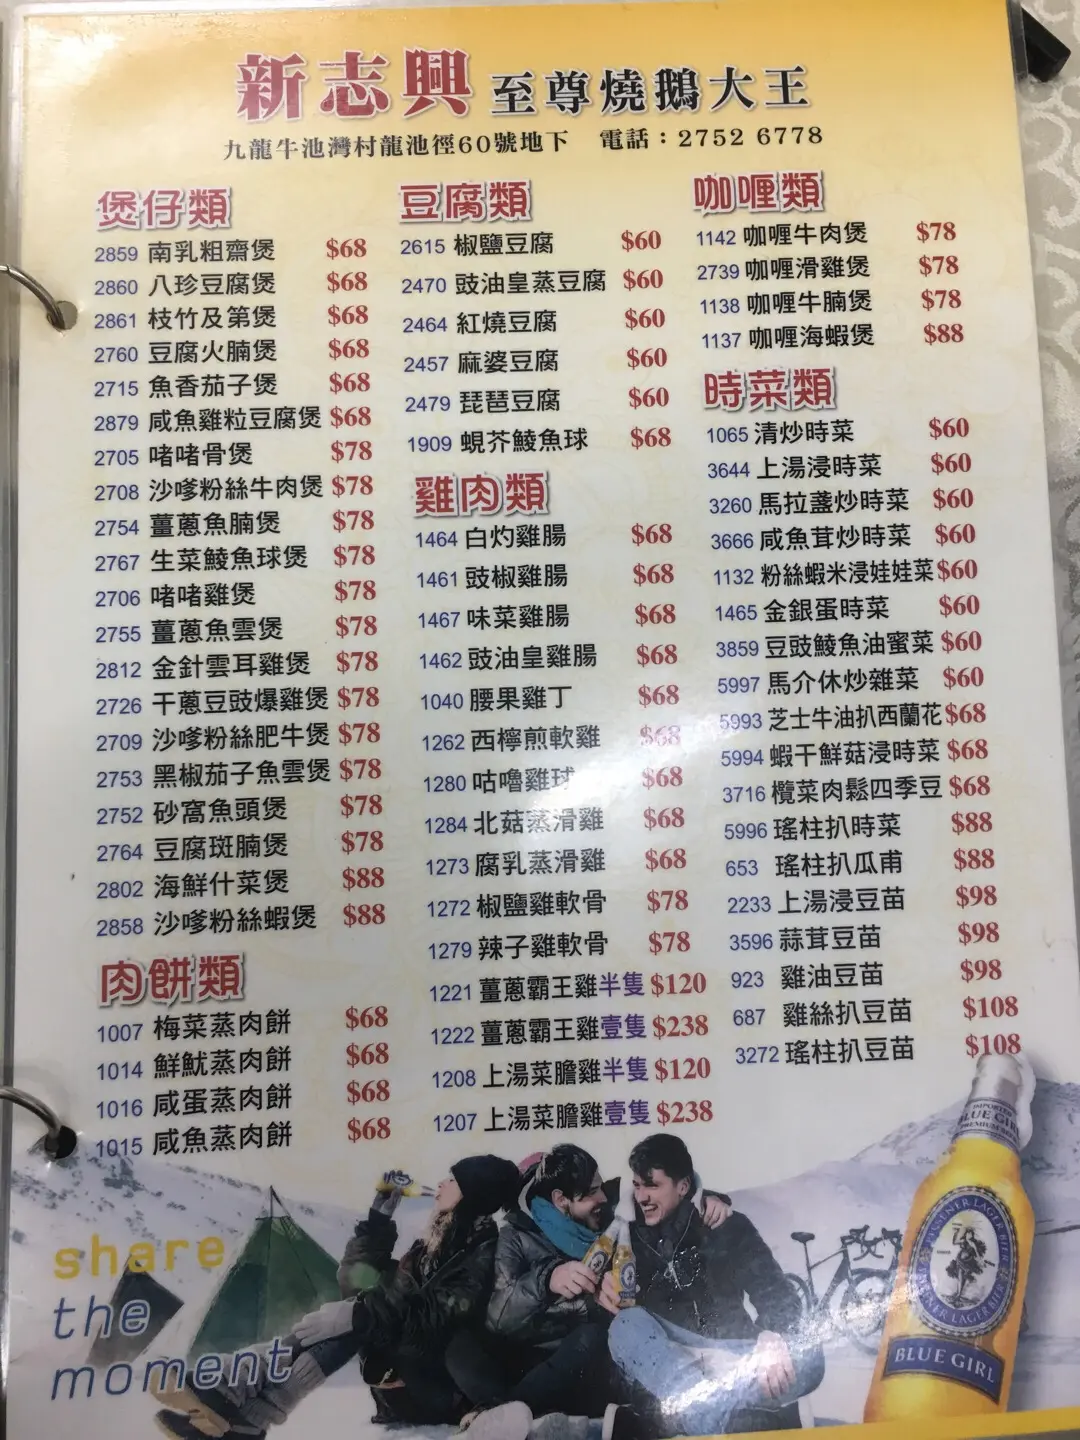 新志興 至尊燒鵝大王
九龍牛池灣村龍池徑60號地下 電話：2752 6778
煲仔類
2859 南乳粗齋煲 $68
2860 八珍豆腐煲 $68
2861 枝竹及第煲 $68
2760 豆腐火腩煲 $68
2715 魚香茄子煲 $68
2879 咸魚雞粒豆腐煲 $68
2705 啫啫骨煲 $78
2708 沙嗲粉絲牛肉煲 $78
2754 薑蔥魚腩煲 $78
2767 生菜鯪魚球煲 $78
2706 啫啫雞煲 $78
2755 薑蔥魚雲煲 $78
2812 金針雲耳雞煲 $78
2726 干蔥豆豉爆雞煲 $78
2709 沙嗲粉絲肥牛煲 $78
2753 黑椒茄子魚雲煲 $78
2752 砂窩魚頭煲 $78
2764 豆腐斑腩煲 $78
2802 海鮮什菜煲 $88
2858 沙嗲粉絲蝦煲 $88
肉餅類
1007 梅菜蒸肉餅 $68
1014 鮮魷蒸肉餅 $68
1016 咸蛋蒸肉餅 $68
1015 咸魚蒸肉餅 $68
豆腐類
2615 椒鹽豆腐 $60
2470 豉油皇蒸豆腐 $60
2464 紅燒豆腐 $60
2457 麻婆豆腐 $60
2479 琵琶豆腐 $60
1909 蜆芥鯪魚球 $68
雞肉類
1464 白灼雞腸 $68
1461 豉椒雞腸 $68
1467 味菜雞腸 $68
1462 豉油皇雞腸 $68
1040 腰果雞丁 $68
1262 西檸煎軟雞 $68
1280 咕嚕雞球 $68
1284 北菇蒸滑雞 $68
1273 腐乳蒸滑雞 $68
1272 椒鹽雞軟骨 $78
1279 辣子雞軟骨 $78
1221 薑蔥霸王雞半隻 $120
1222 薑蔥霸王雞壹隻 $238
1208 上湯菜膽雞半隻 $120
1207 上湯菜膽雞壹隻 $238
咖喱類
1142 咖喱牛肉煲 $78
2739 咖喱滑雞煲 $78
1138 咖喱牛腩煲 $78
1137 咖喱海蝦煲 $88
時菜類
1065 清炒時菜 $60
3644 上湯浸時菜 $60
3260 馬拉盞炒時菜 $60
3666 咸魚茸炒時菜 $60
1132 粉絲蝦米浸娃娃菜 $60
1465 金銀蛋時菜 $60
3859 豆豉鯪魚油蜜菜 $60
5997 馬介休炒雜菜 $60
5993 芝士牛油扒西蘭花 $68
5994 蝦干鮮菇浸時菜 $68
3716 欖菜肉鬆四季豆 $68
5996 瑤柱扒時菜 $88
653 瑤柱扒瓜甫 $88
2233 上湯浸豆苗 $98
3596 蒜茸豆苗 $98
923 雞油豆苗 $98
687 雞絲扒豆苗 $108
3272 瑤柱扒豆苗 $108
share
the
moment
IMPORTED
BLUE GIRL
PREMIUM BEER
PILSENER LAGER BIER
BLUE GIRL